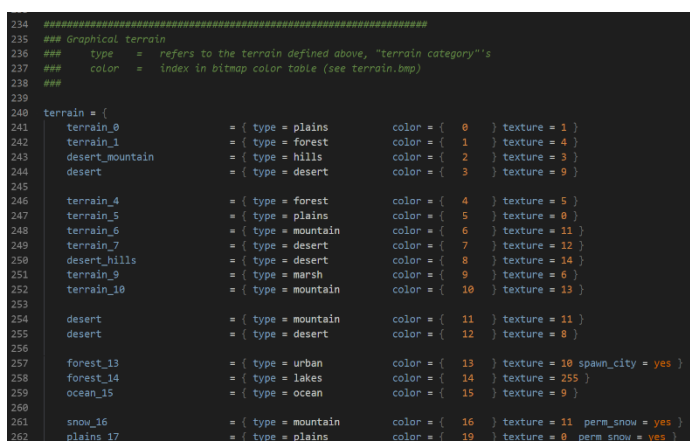 234 ##################################################################
235 ### Graphical terrain
236 ### type = refers to the terrain defined above, "terrain category"'s
237 ### color = index in bitmap color table (see terrain.bmp)
238 ###
239
240 terrain = {
241 terrain_0 = { type = plains color = { 0 } texture = 1 }
242 terrain_1 = { type = forest color = { 1 } texture = 4 }
243 desert_mountain = { type = hills color = { 2 } texture = 3 }
244 desert = { type = desert color = { 3 } texture = 9 }
245
246 terrain_4 = { type = forest color = { 4 } texture = 5 }
247 terrain_5 = { type = plains color = { 5 } texture = 0 }
248 terrain_6 = { type = mountain color = { 6 } texture = 11 }
249 terrain_7 = { type = desert color = { 7 } texture = 12 }
250 desert_hills = { type = desert color = { 8 } texture = 14 }
251 terrain_9 = { type = marsh color = { 9 } texture = 6 }
252 terrain_10 = { type = mountain color = { 10 } texture = 13 }
253
254 desert = { type = mountain color = { 11 } texture = 11 }
255 desert = { type = desert color = { 12 } texture = 8 }
256
257 forest_13 = { type = urban color = { 13 } texture = 10 spawn_city = yes }
258 forest_14 = { type = lakes color = { 14 } texture = 255 }
259 ocean_15 = { type = ocean color = { 15 } texture = 9 }
260
261 snow_16 = { type = mountain color = { 16 } texture = 11 perm_snow = yes }
262 plains_17 = { type = plains color = { 19 } texture = 0 perm_snow = yes }